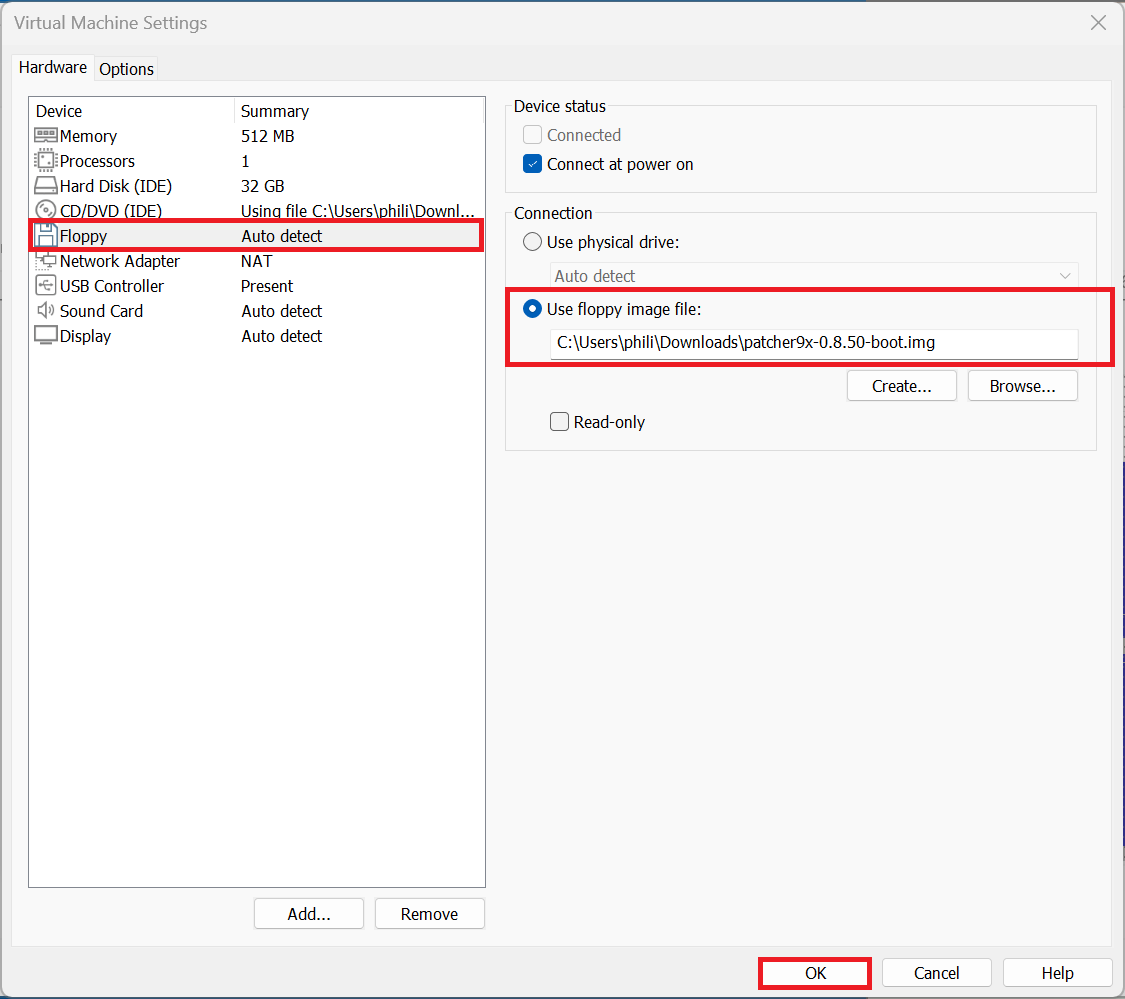 Virtual Machine Settings
Hardware Options
Device Summary
Memory 512 MB
Processors 1
Hard Disk (IDE) 32 GB
CD/DVD (IDE) Using file C:\Users\phili\Downl...
Floppy Auto detect
Network Adapter NAT
USB Controller Present
Sound Card Auto detect
Display Auto detect
Add... Remove
Device status
Connected
Connect at power on
Connection
Use physical drive:
Auto detect
Use floppy image file:
C:\Users\phili\Downloads\patcher9x-0.8.50-boot.img
Create... Browse...
Read-only
OK Cancel Help